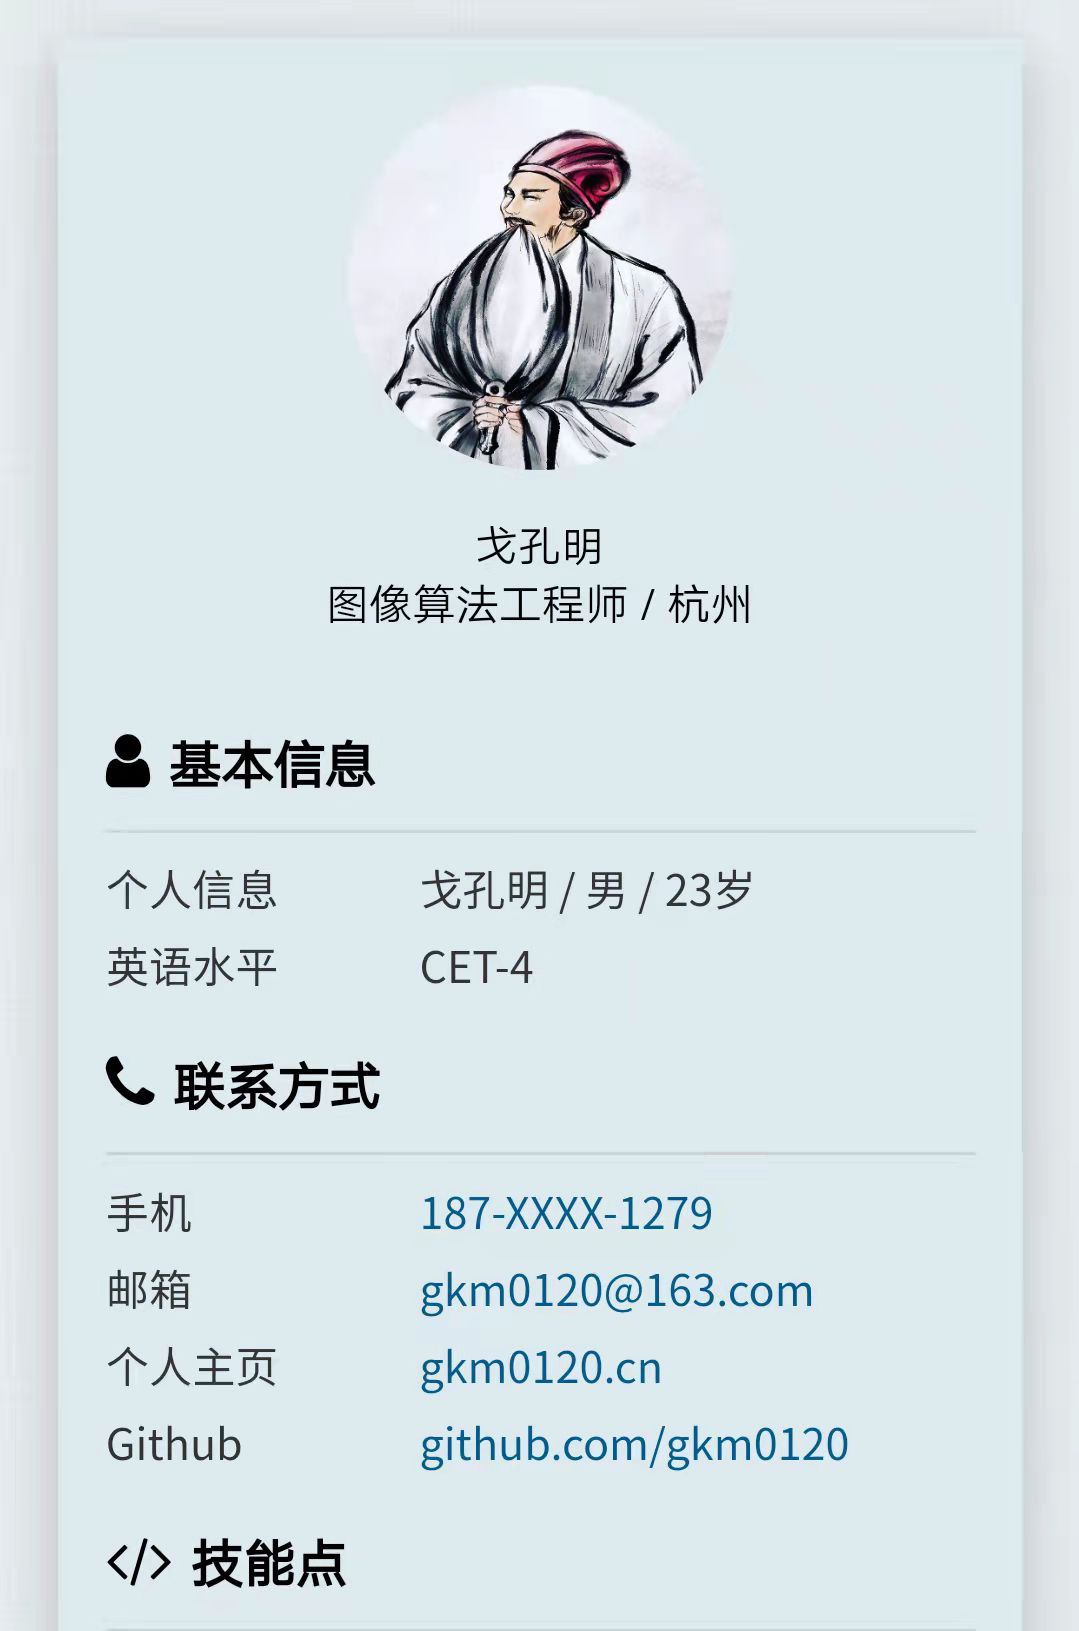 戈孔明
图像算法工程师 / 杭州
基本信息
个人信息 戈孔明 / 男 / 23岁
英语水平 CET-4
联系方式
手机 187-XXXX-1279
邮箱 gkm0120@163.com
个人主页 gkm0120.cn
Github github.com/gkm0120
</> 技能点